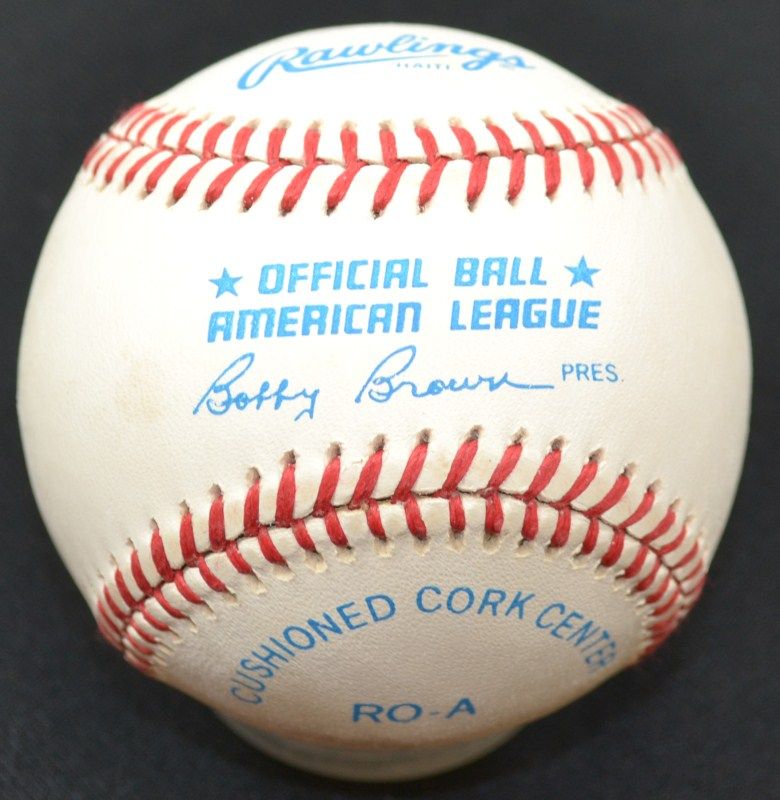 Rawlings
HAITI
★ OFFICIAL BALL ★
AMERICAN LEAGUE
Bobby Brown PRES.
CUSHIONED CORK CENTER
RO-A